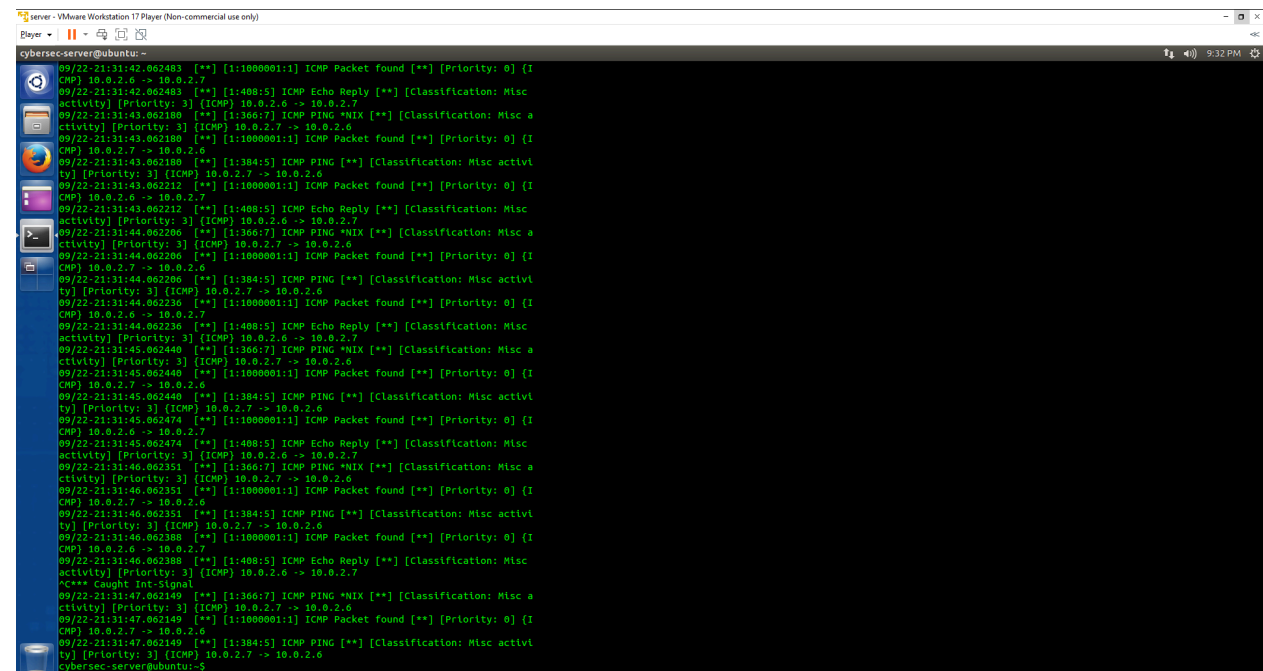 server - VMware Workstation 17 Player (Non-commercial use only)
Player
cybersec-server@ubuntu: ~
9:32 PM
09/22-21:31:42.062483  [**] [1:1000001:1] ICMP Packet found [**] [Priority: 0] {I
CMP} 10.0.2.6 -> 10.0.2.7
09/22-21:31:42.062483  [**] [1:408:5] ICMP Echo Reply [**] [Classification: Misc
activity] [Priority: 3] {ICMP} 10.0.2.6 -> 10.0.2.7
09/22-21:31:43.062180  [**] [1:366:7] ICMP PING *NIX [**] [Classification: Misc a
ctivity] [Priority: 3] {ICMP} 10.0.2.7 -> 10.0.2.6
09/22-21:31:43.062180  [**] [1:1000001:1] ICMP Packet found [**] [Priority: 0] {I
CMP} 10.0.2.7 -> 10.0.2.6
09/22-21:31:43.062180  [**] [1:384:5] ICMP PING [**] [Classification: Misc activi
ty] [Priority: 3] {ICMP} 10.0.2.7 -> 10.0.2.6
09/22-21:31:43.062212  [**] [1:1000001:1] ICMP Packet found [**] [Priority: 0] {I
CMP} 10.0.2.6 -> 10.0.2.7
09/22-21:31:43.062212  [**] [1:408:5] ICMP Echo Reply [**] [Classification: Misc
activity] [Priority: 3] {ICMP} 10.0.2.6 -> 10.0.2.7
09/22-21:31:44.062206  [**] [1:366:7] ICMP PING *NIX [**] [Classification: Misc a
ctivity] [Priority: 3] {ICMP} 10.0.2.7 -> 10.0.2.6
09/22-21:31:44.062206  [**] [1:1000001:1] ICMP Packet found [**] [Priority: 0] {I
CMP} 10.0.2.7 -> 10.0.2.6
09/22-21:31:44.062206  [**] [1:384:5] ICMP PING [**] [Classification: Misc activi
ty] [Priority: 3] {ICMP} 10.0.2.7 -> 10.0.2.6
09/22-21:31:44.062236  [**] [1:1000001:1] ICMP Packet found [**] [Priority: 0] {I
CMP} 10.0.2.6 -> 10.0.2.7
09/22-21:31:44.062236  [**] [1:408:5] ICMP Echo Reply [**] [Classification: Misc
activity] [Priority: 3] {ICMP} 10.0.2.6 -> 10.0.2.7
09/22-21:31:45.062440  [**] [1:366:7] ICMP PING *NIX [**] [Classification: Misc a
ctivity] [Priority: 3] {ICMP} 10.0.2.7 -> 10.0.2.6
09/22-21:31:45.062440  [**] [1:1000001:1] ICMP Packet found [**] [Priority: 0] {I
CMP} 10.0.2.7 -> 10.0.2.6
09/22-21:31:45.062440  [**] [1:384:5] ICMP PING [**] [Classification: Misc activi
ty] [Priority: 3] {ICMP} 10.0.2.7 -> 10.0.2.6
09/22-21:31:45.062474  [**] [1:1000001:1] ICMP Packet found [**] [Priority: 0] {I
CMP} 10.0.2.6 -> 10.0.2.7
09/22-21:31:45.062474  [**] [1:408:5] ICMP Echo Reply [**] [Classification: Misc
activity] [Priority: 3] {ICMP} 10.0.2.6 -> 10.0.2.7
09/22-21:31:46.062351  [**] [1:366:7] ICMP PING *NIX [**] [Classification: Misc a
ctivity] [Priority: 3] {ICMP} 10.0.2.7 -> 10.0.2.6
09/22-21:31:46.062351  [**] [1:1000001:1] ICMP Packet found [**] [Priority: 0] {I
CMP} 10.0.2.7 -> 10.0.2.6
09/22-21:31:46.062351  [**] [1:384:5] ICMP PING [**] [Classification: Misc activi
ty] [Priority: 3] {ICMP} 10.0.2.7 -> 10.0.2.6
09/22-21:31:46.062388  [**] [1:1000001:1] ICMP Packet found [**] [Priority: 0] {I
CMP} 10.0.2.6 -> 10.0.2.7
09/22-21:31:46.062388  [**] [1:408:5] ICMP Echo Reply [**] [Classification: Misc
activity] [Priority: 3] {ICMP} 10.0.2.6 -> 10.0.2.7
^C*** Caught Int-Signal
09/22-21:31:47.062149  [**] [1:366:7] ICMP PING *NIX [**] [Classification: Misc a
ctivity] [Priority: 3] {ICMP} 10.0.2.7 -> 10.0.2.6
09/22-21:31:47.062149  [**] [1:1000001:1] ICMP Packet found [**] [Priority: 0] {I
CMP} 10.0.2.7 -> 10.0.2.6
09/22-21:31:47.062149  [**] [1:384:5] ICMP PING [**] [Classification: Misc activi
ty] [Priority: 3] {ICMP} 10.0.2.7 -> 10.0.2.6
cybersec-server@ubuntu:~$